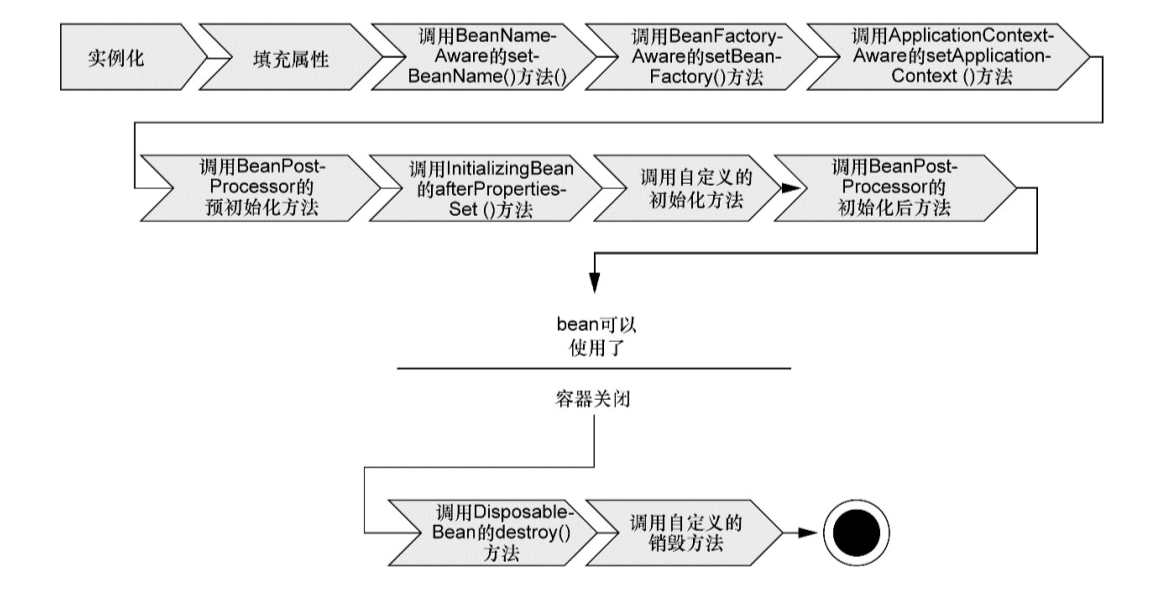 实例化
填充属性
调用BeanName-
Aware的set-
BeanName()方法()
调用BeanFactory-
Aware的setBean-
Factory()方法
调用ApplicationContext-
Aware的setApplication-
Context ()方法
调用BeanPost-
Processor的
预初始化方法
调用InitializingBean
的afterProperties-
Set ()方法
调用自定义的
初始化方法
调用BeanPost-
Processor的
初始化后方法
bean可以
使用了
容器关闭
调用Disposable-
Bean的destroy()
方法
调用自定义的
销毁方法